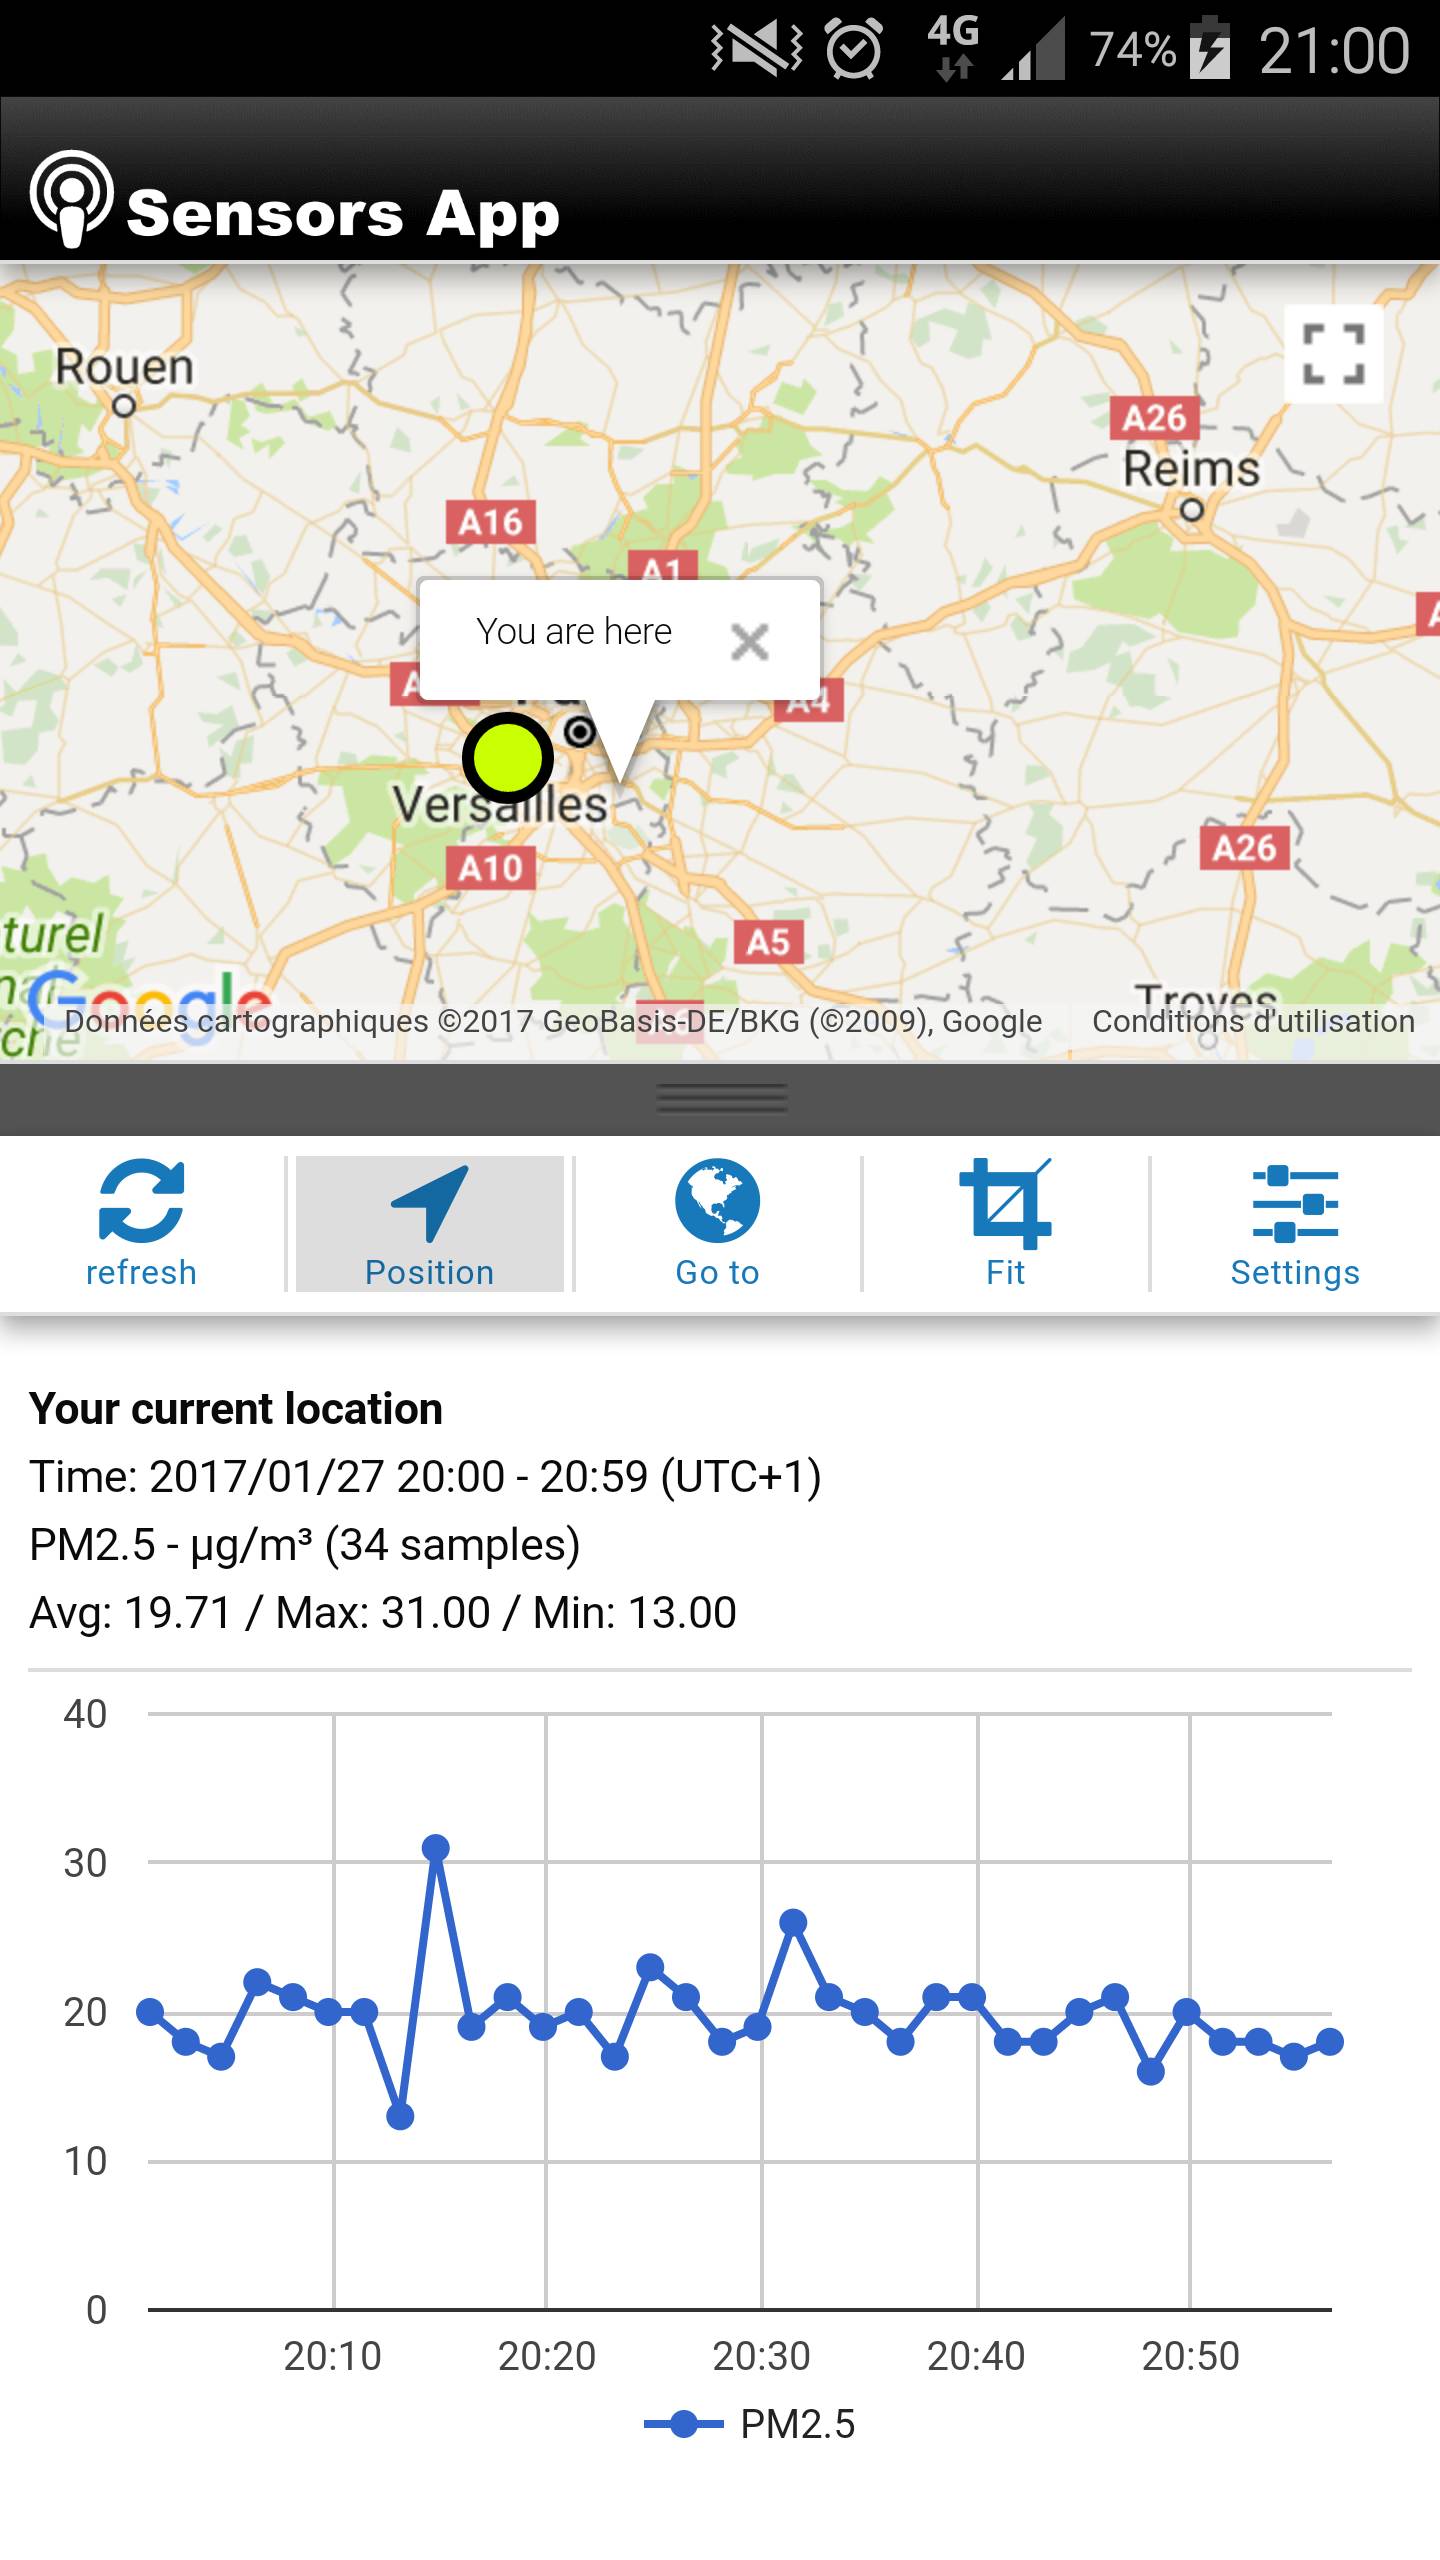 4G 74% 21:00
Sensors App
Rouen
A26
Reims
A16
A1
You are here
A4
Versailles
A10
A26
A5
turel
Troyes
Google
Données cartographiques ©2017 GeoBasis-DE/BKG (©2009), Google Conditions d'utilisation
refresh Position Go to Fit Settings
Your current location
Time: 2017/01/27 20:00 - 20:59 (UTC+1)
PM2.5 - µg/m³ (34 samples)
Avg: 19.71 / Max: 31.00 / Min: 13.00
40
30
20
10
0
20:10 20:20 20:30 20:40 20:50
PM2.5